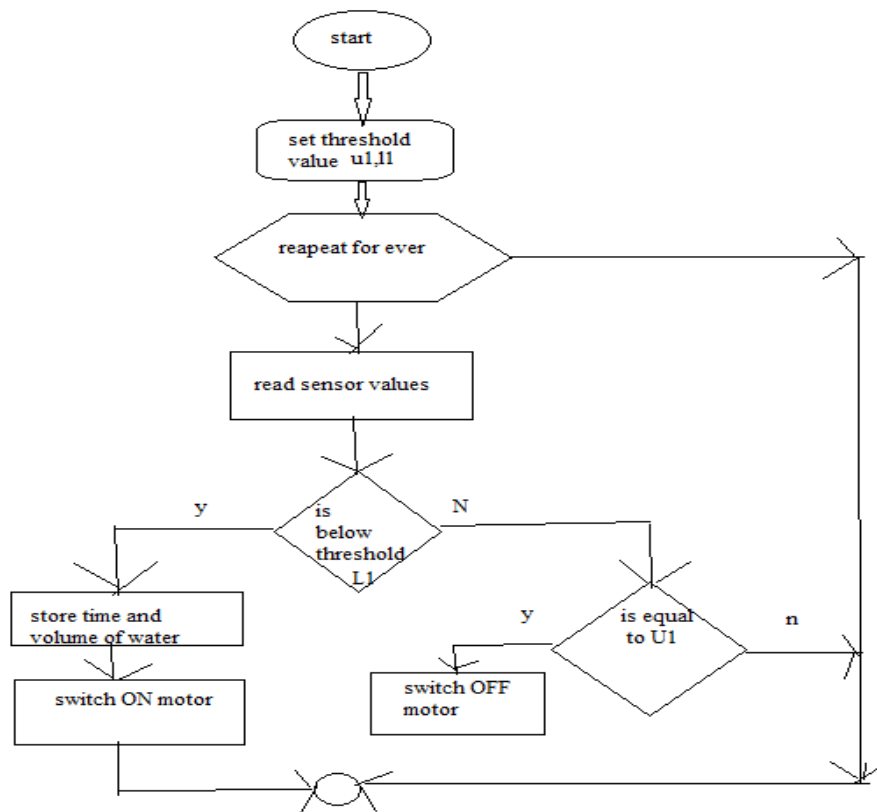 start
set threshold
value u1,l1
reapeat for ever
read sensor values
y
N
is
below
threshold
L1
store time and
volume of water
y
is equal
to U1
n
switch ON motor
switch OFF
motor